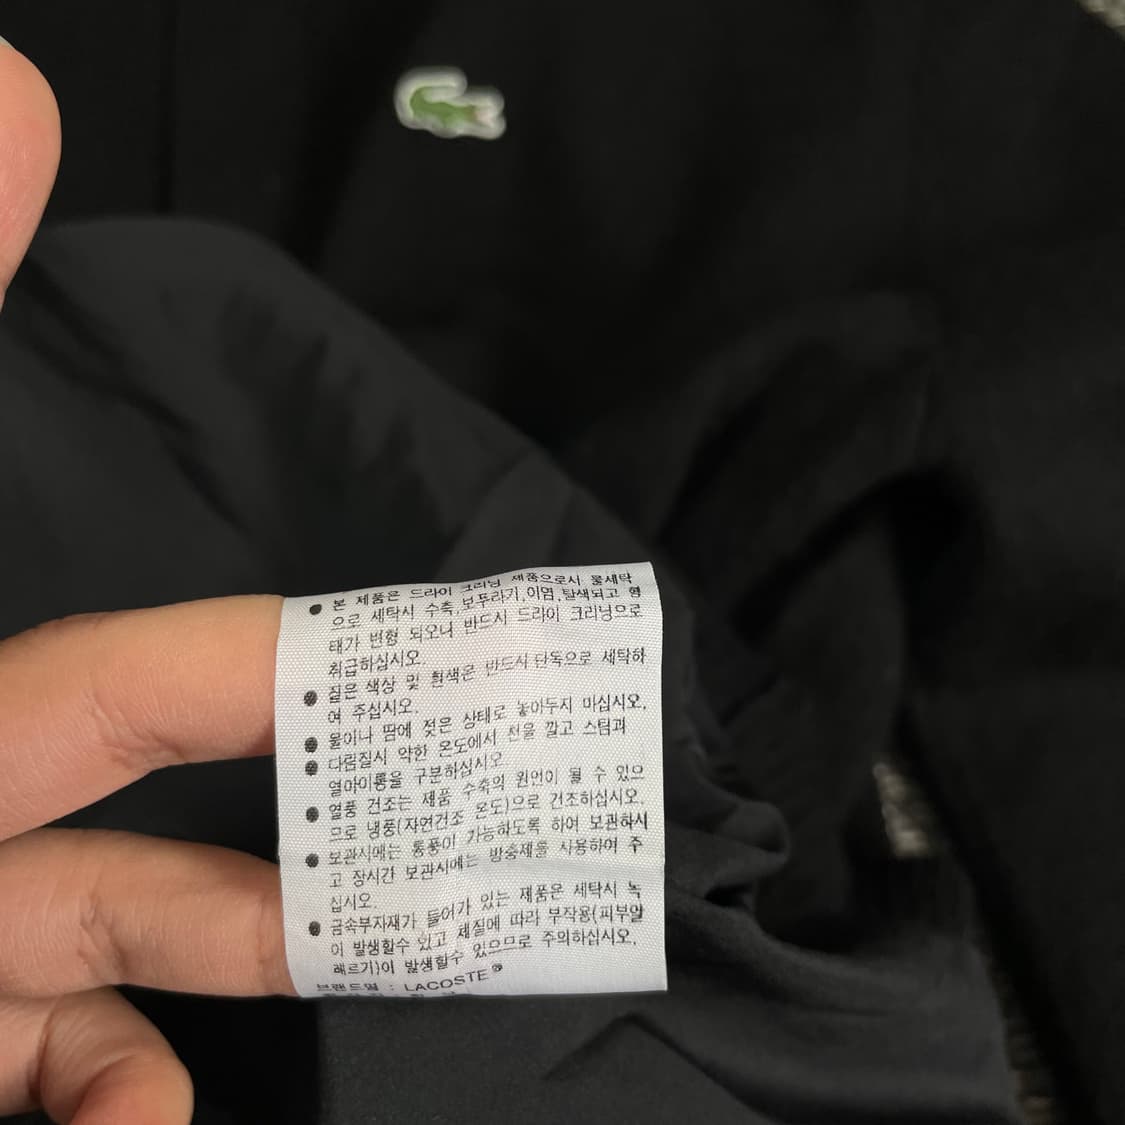 ● 본 제품은 드라이 크리닝 제품으로서 물세탁
으로 세탁시 수축,보푸라기,이염,탈색되고 형
태가 변형 되오니 반드시 드라이 크리닝으로
취급하십시오.
● 짙은 색상 및 흰색은 반드시 단독으로 세탁하
여 주십시오.
● 물이나 땀에 젖은 상태로 놓아두지 마십시오.
● 다림질시 약한 온도에서 천을 깔고 스팀과
열아이롱을 구분하십시오.
● 열풍 건조는 제품 수축의 원인이 될 수 있으
므로 냉풍(자연건조 온도)으로 건조하십시오.
● 보관시에는 통풍이 가능하도록 하여 보관하시
고 장시간 보관시에는 방충제를 사용하여 주
십시오.
● 금속부자재가 들어가 있는 제품은 세탁시 녹
이 발생할수 있고 체질에 따라 부작용(피부알
레르기)이 발생할수 있으므로 주의하십시오.
브랜드명 : LACOSTE®